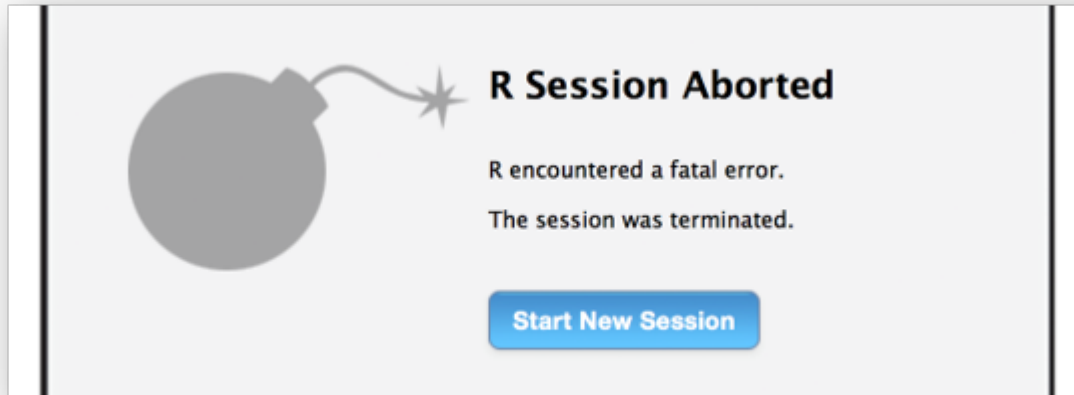 R Session Aborted
R encountered a fatal error.
The session was terminated.
Start New Session